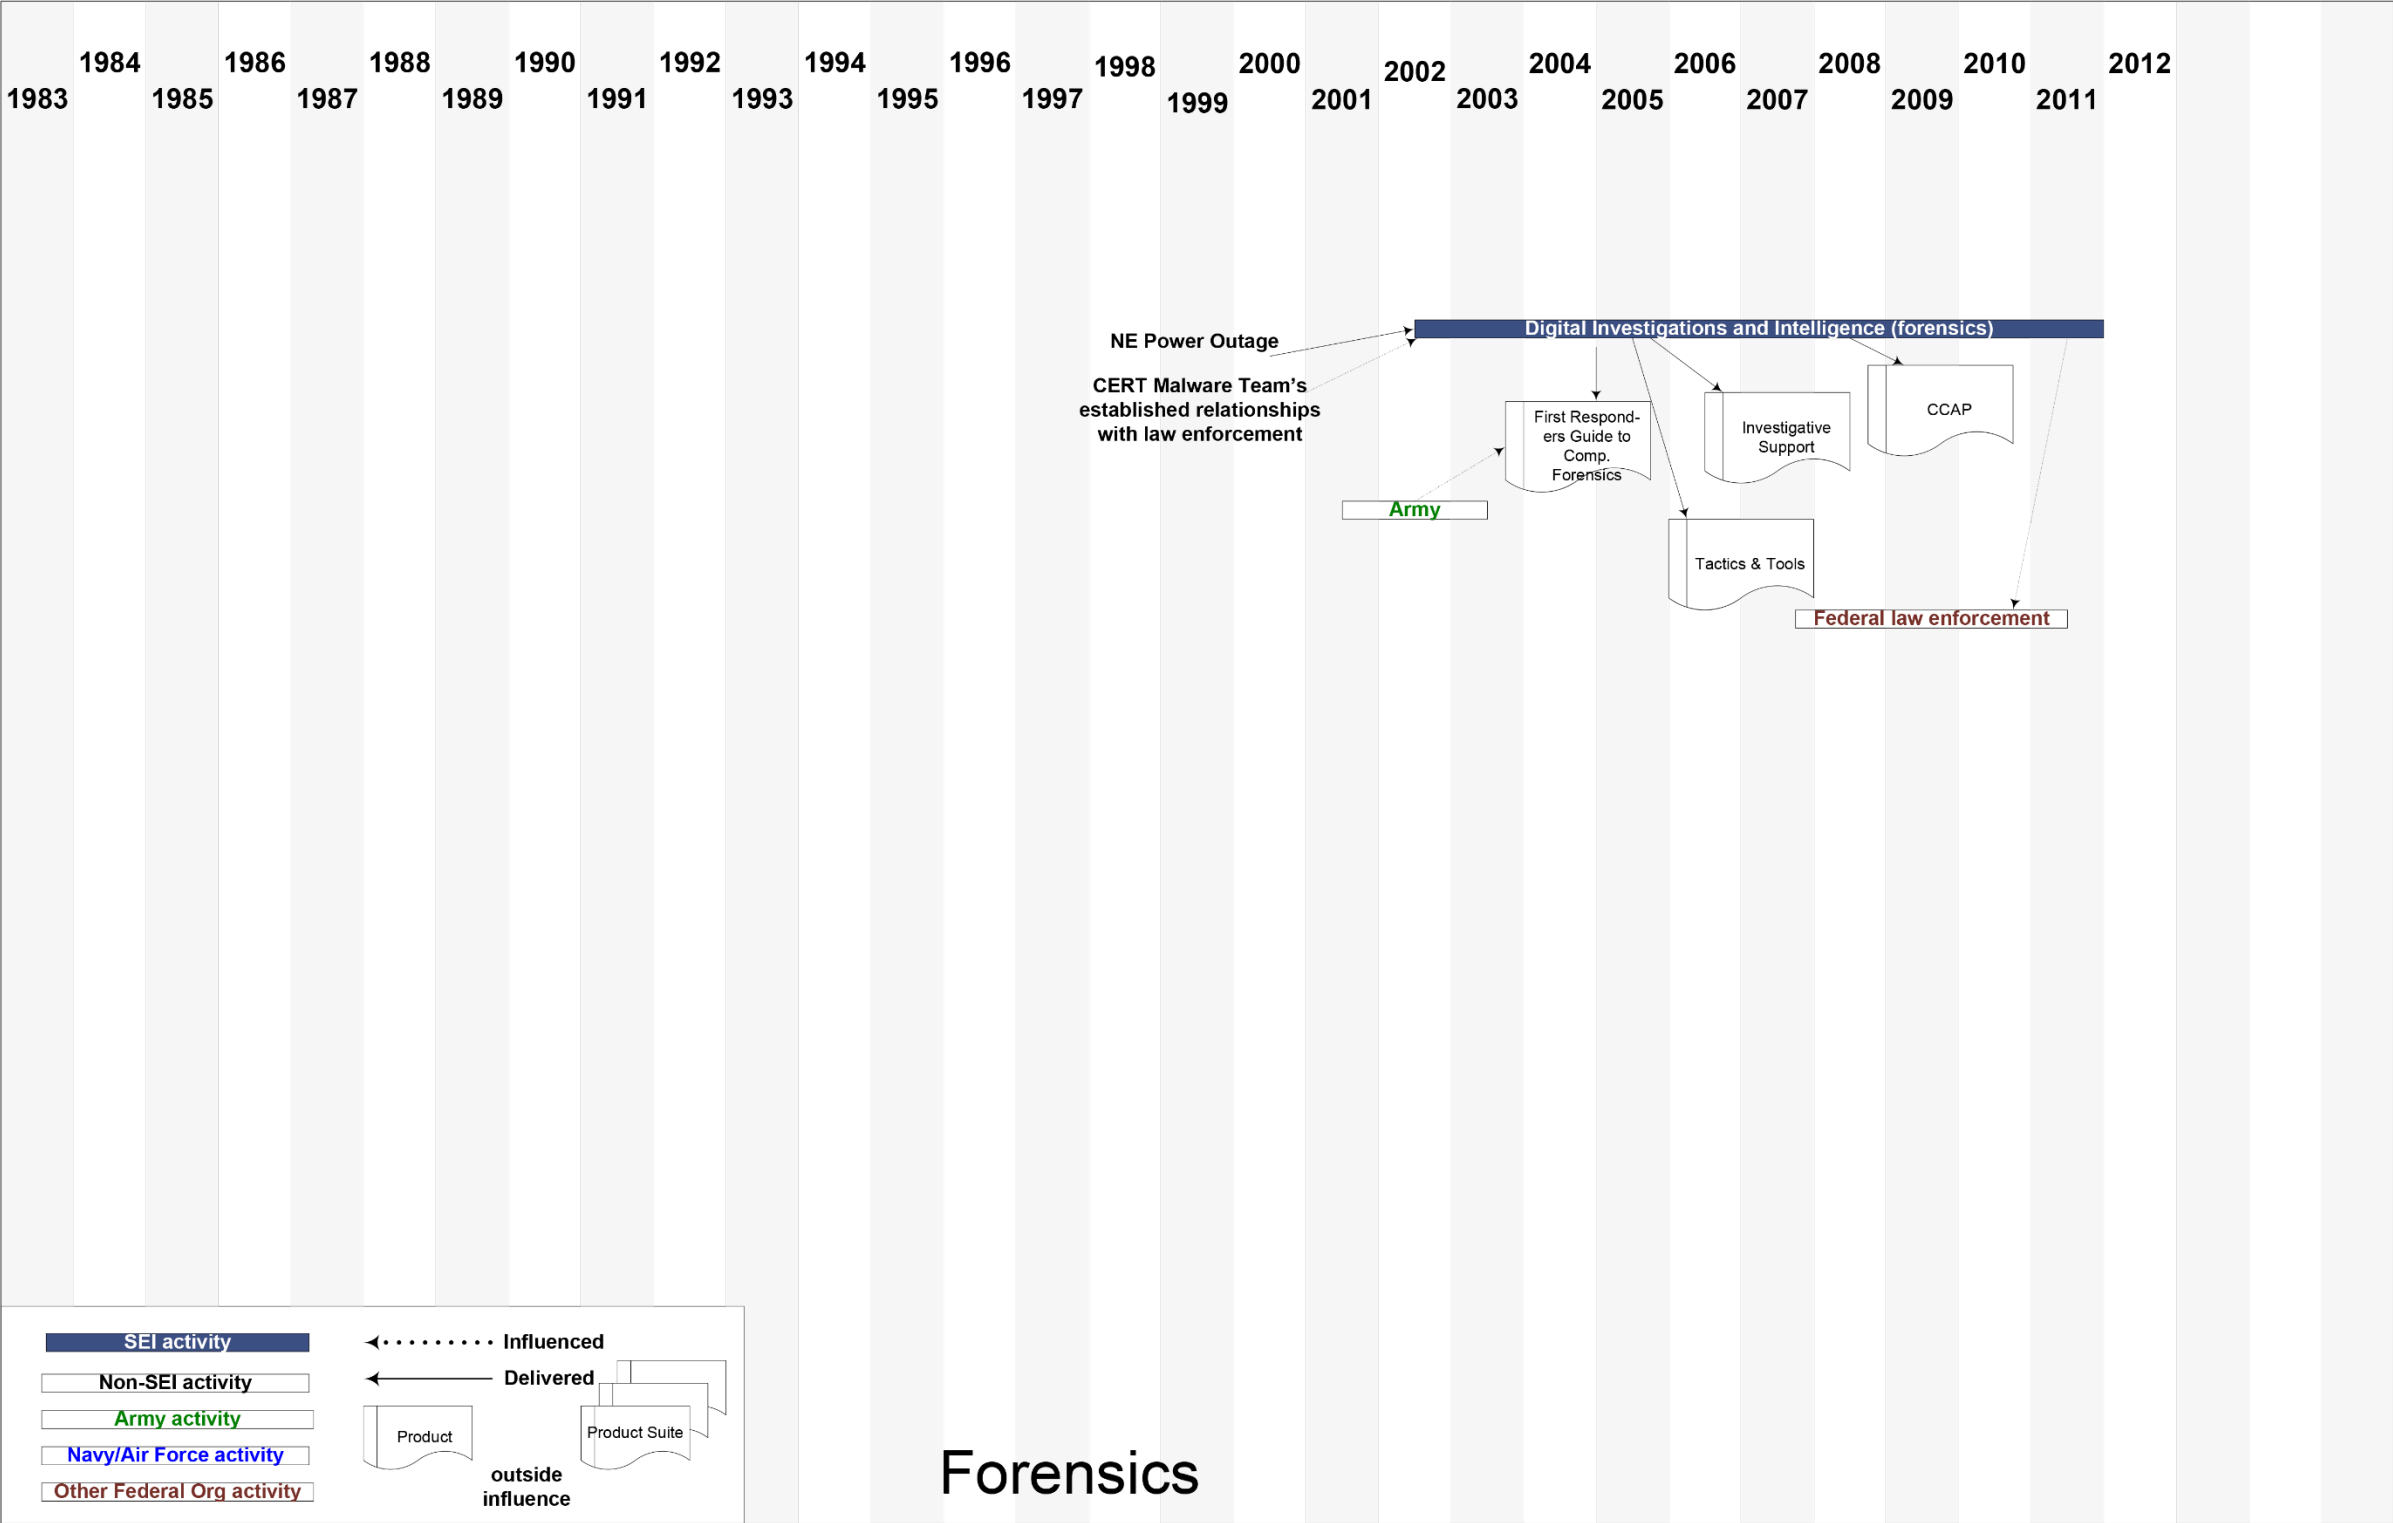 1984 1986 1988 1990 1992 1994 1996 1998 2000 2002 2004 2006 2008 2010 2012
1983 1985 1987 1989 1991 1993 1995 1997 1999 2001 2003 2005 2007 2009 2011
Digital Investigations and Intelligence (forensics)
NE Power Outage
CERT Malware Team’s
established relationships
with law enforcement
First Respond-
ers Guide to
Comp.
Forensics
Investigative
Support
CCAP
Army
Tactics & Tools
Federal law enforcement
SEI activity
Non-SEI activity
Army activity
Navy/Air Force activity
Other Federal Org activity
Influenced
Delivered
Product
Product Suite
outside
influence
Forensics